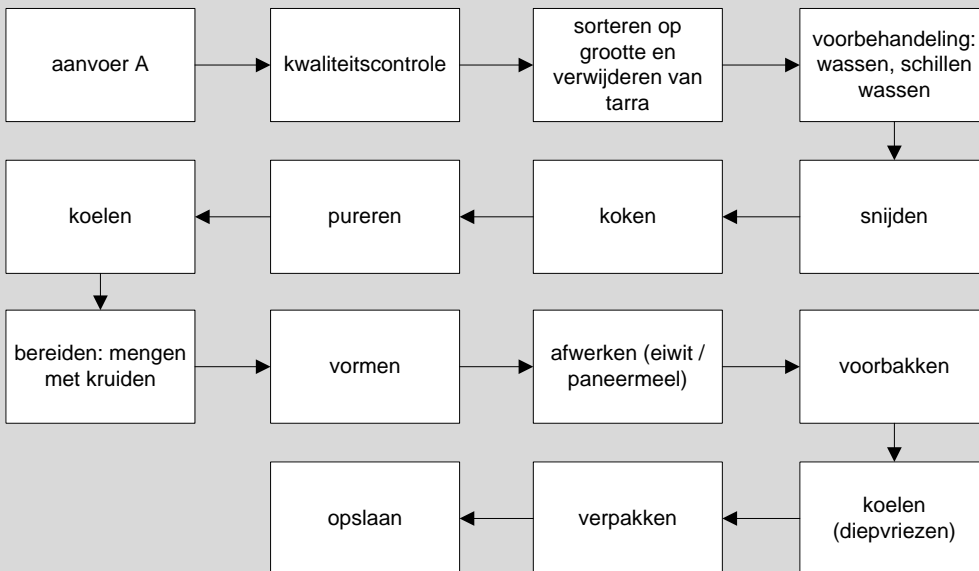 aanvoer A
kwaliteitscontrole
sorteren op
grootte en
verwijderen van
tarra
voorbehandeling:
wassen, schillen
wassen
snijden
koken
pureren
koelen
bereiden: mengen
met kruiden
vormen
afwerken (eiwit /
paneermeel)
voorbakken
koelen
(diepvriezen)
verpakken
opslaan